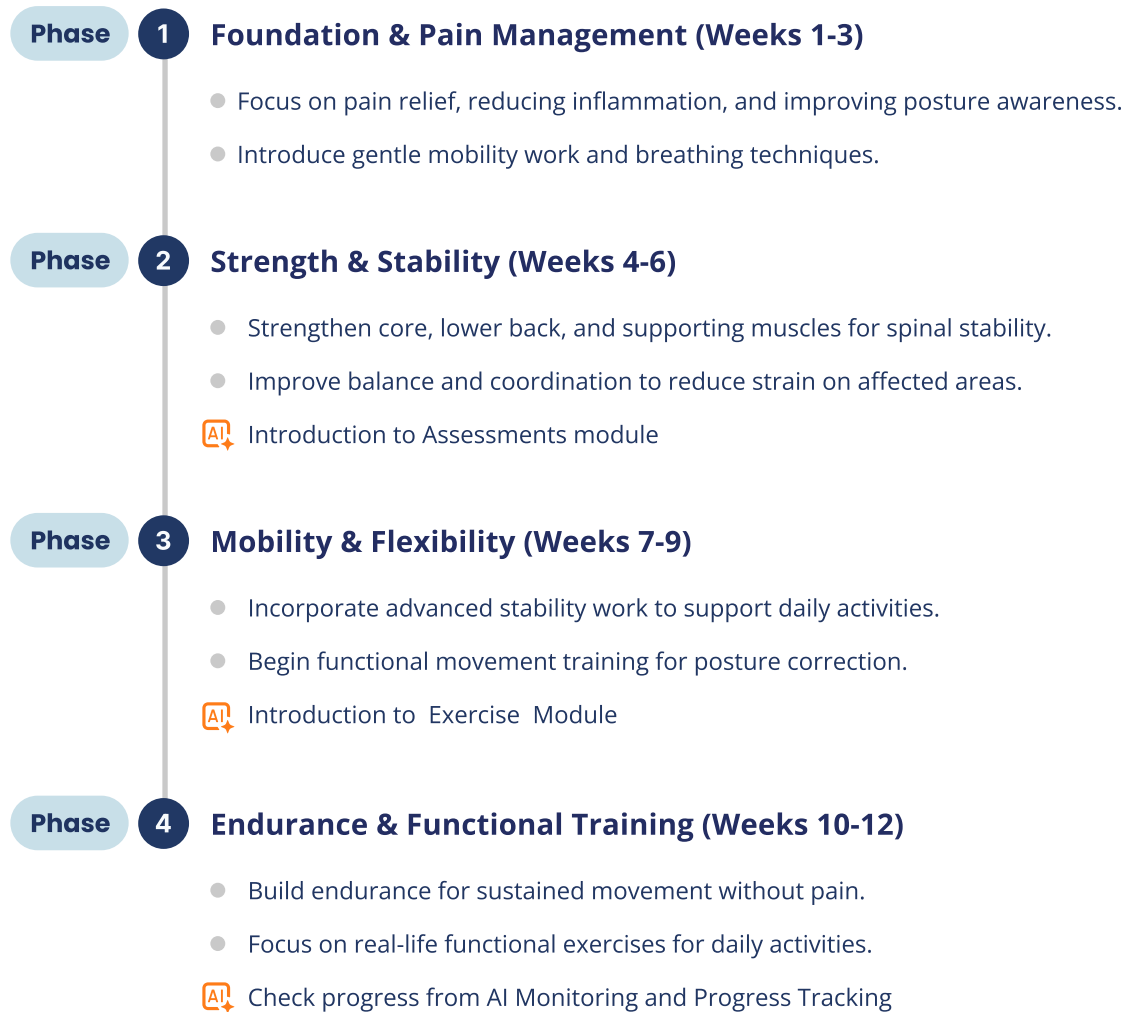 Phase 1 Foundation & Pain Management (Weeks 1-3)
Focus on pain relief, reducing inflammation, and improving posture awareness.
Introduce gentle mobility work and breathing techniques.
Phase 2 Strength & Stability (Weeks 4-6)
Strengthen core, lower back, and supporting muscles for spinal stability.
Improve balance and coordination to reduce strain on affected areas.
AI Introduction to Assessments module
Phase 3 Mobility & Flexibility (Weeks 7-9)
Incorporate advanced stability work to support daily activities.
Begin functional movement training for posture correction.
AI Introduction to Exercise Module
Phase 4 Endurance & Functional Training (Weeks 10-12)
Build endurance for sustained movement without pain.
Focus on real-life functional exercises for daily activities.
AI Check progress from AI Monitoring and Progress Tracking